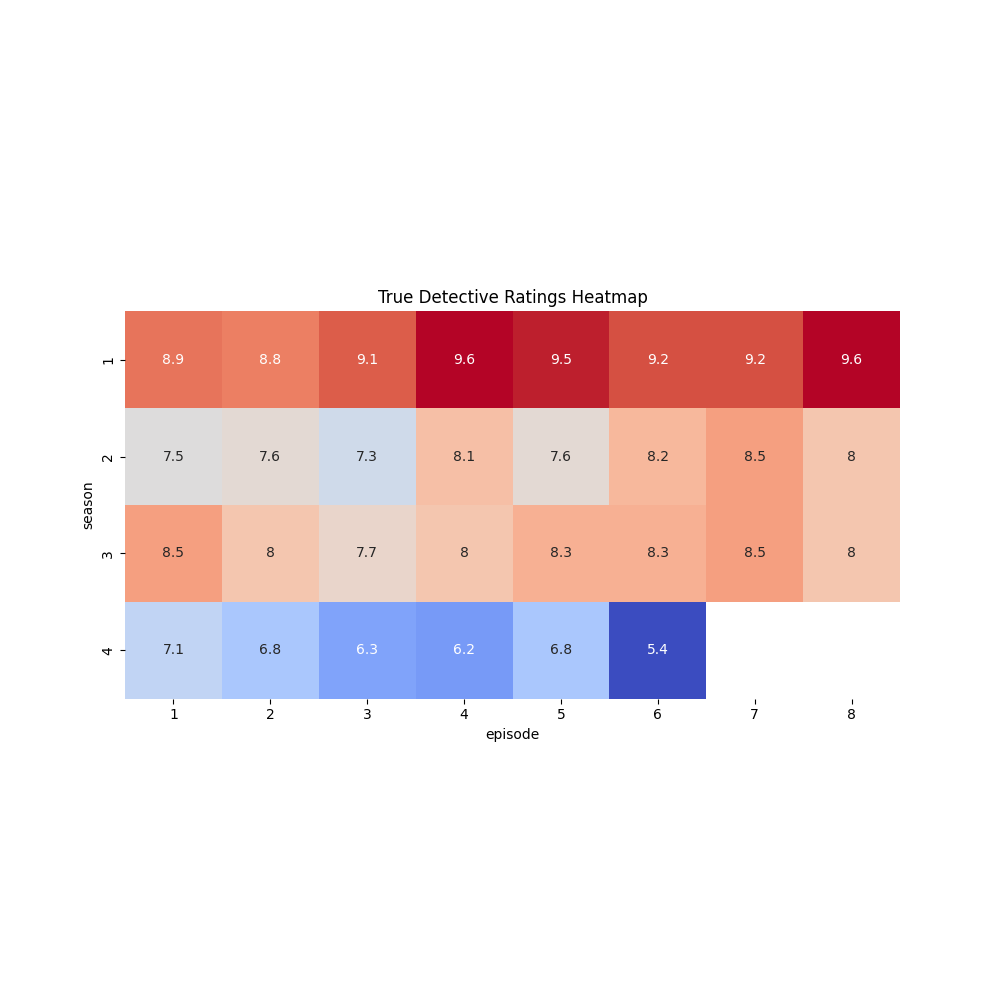 True Detective Ratings Heatmap
1 8.9 8.8 9.1 9.6 9.5 9.2 9.2 9.6
2 7.5 7.6 7.3 8.1 7.6 8.2 8.5 8
season
3 8.5 8 7.7 8 8.3 8.3 8.5 8
4 7.1 6.8 6.3 6.2 6.8 5.4
1 2 3 4 5 6 7 8
episode